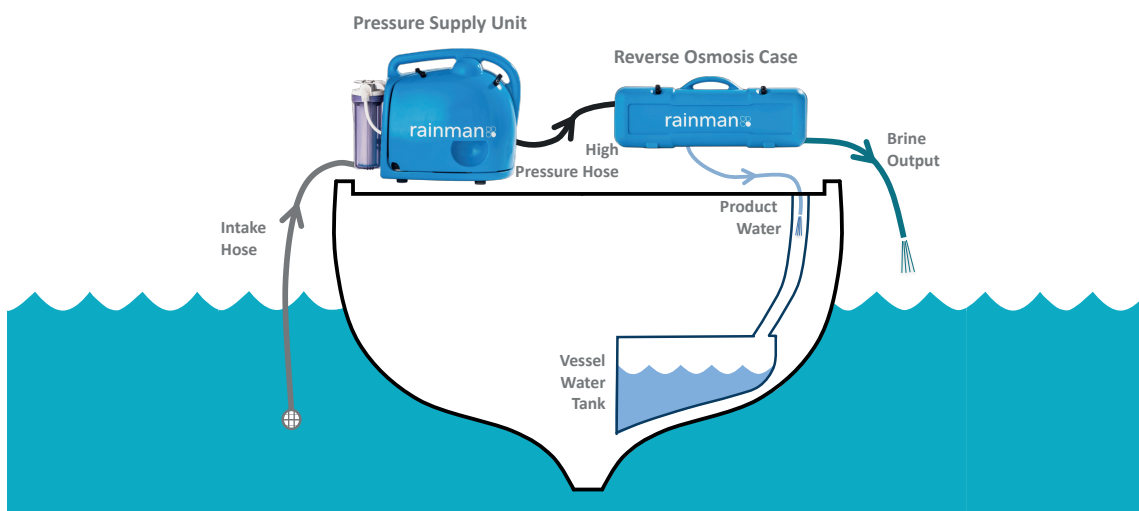 Pressure Supply Unit
Reverse Osmosis Case
rainman
rainman
High
Pressure Hose
Brine
Output
Intake
Hose
Product
Water
Vessel
Water
Tank